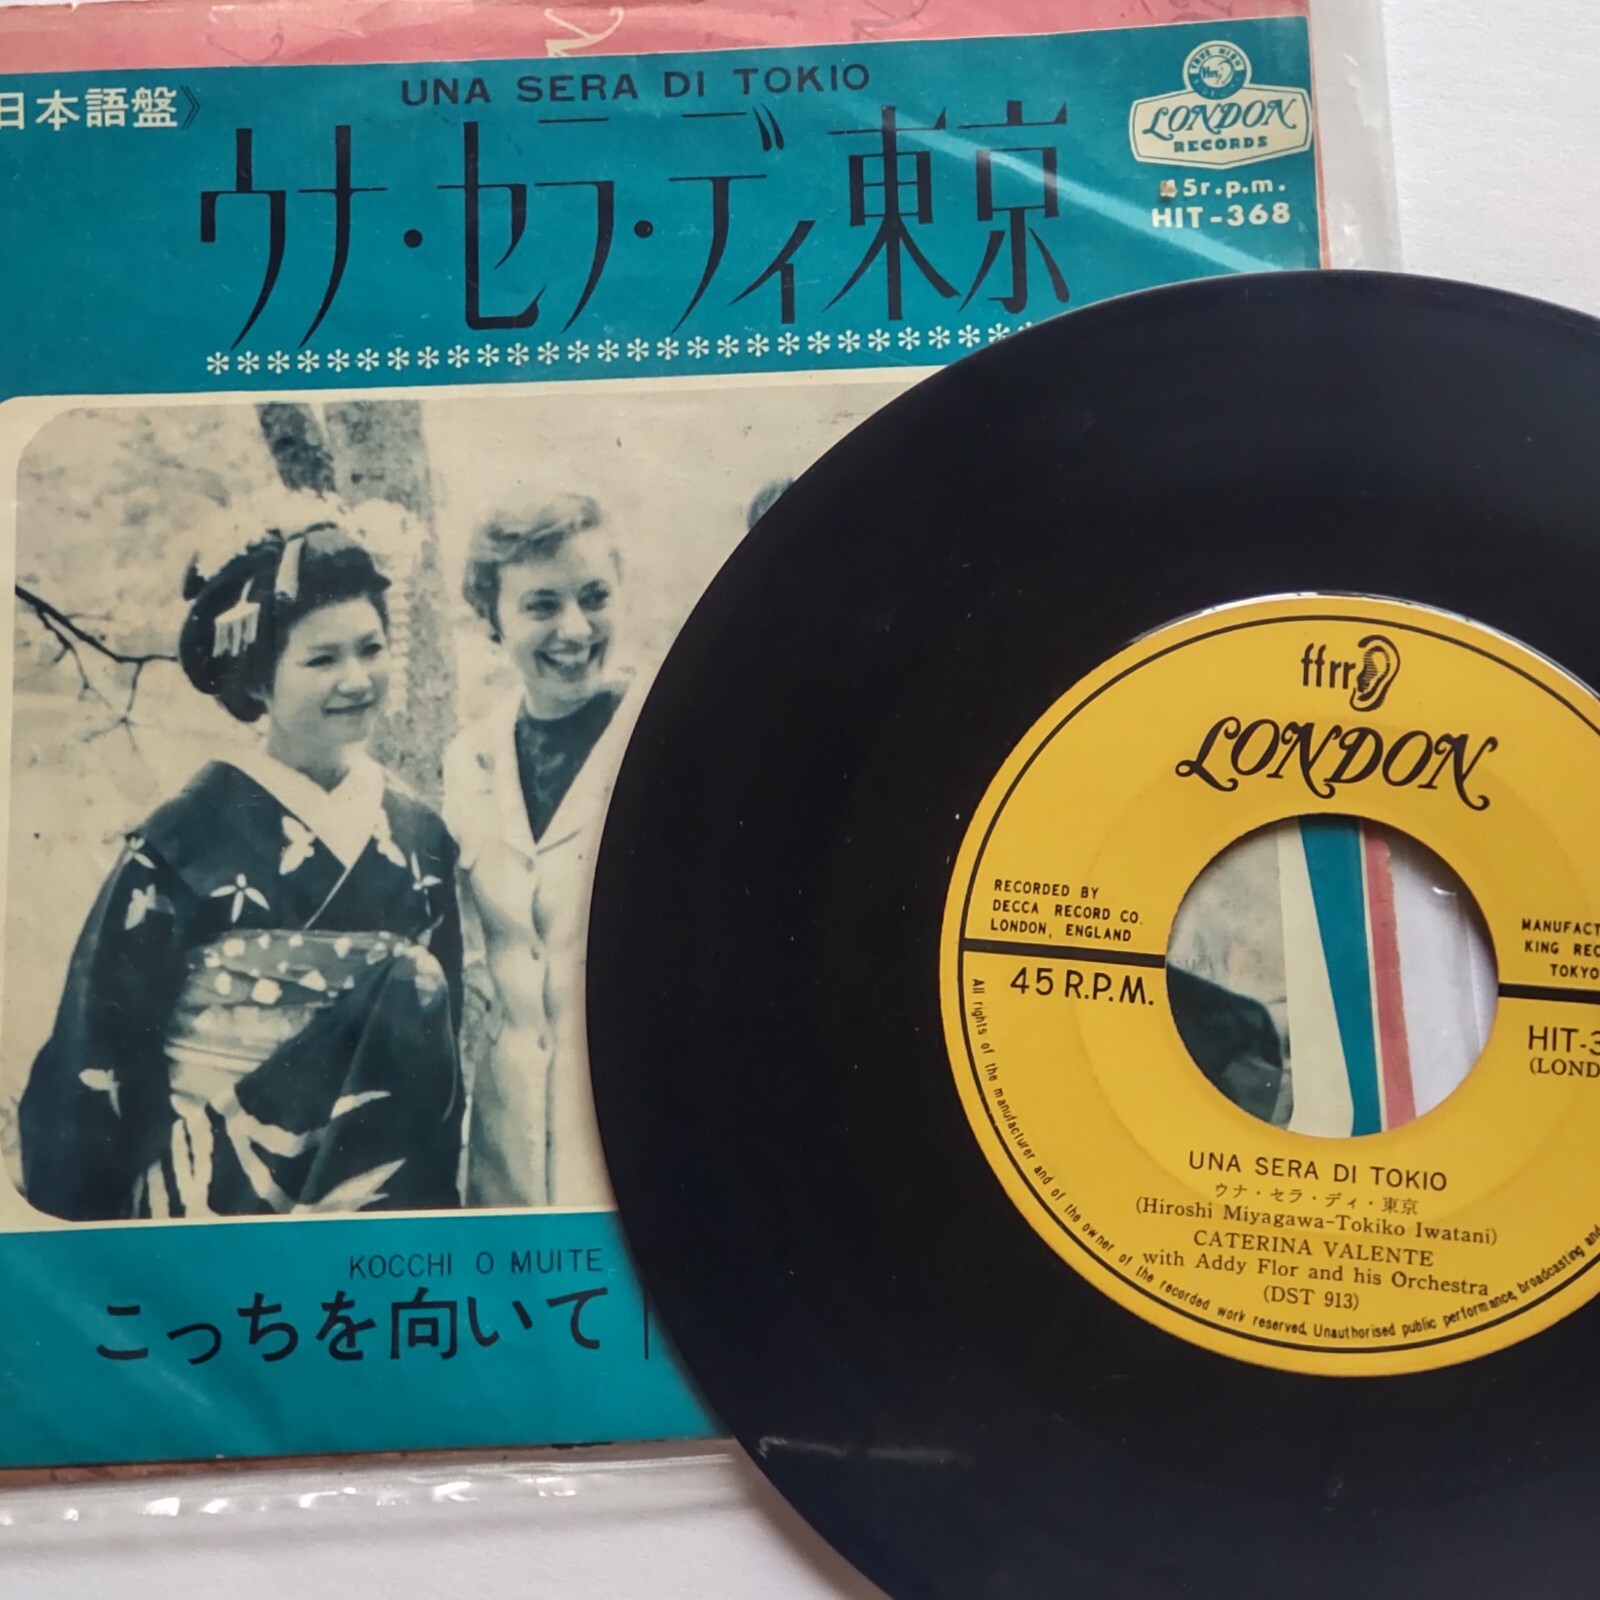 UNA SERA DI TOKIO
日本語盤》
ウナ・セラ・ディ東京
LONDON
RECORDS
45r.p.m.
HIT-368
KOCCHI O MUITE
こっちを向いて
ffrr
LONDON
RECORDED BY
DECCA RECORD CO.
LONDON, ENGLAND
45 R.P.M.
UNA SERA DI TOKIO
ウナ・セラ・ディ・東京
(Hiroshi Miyagawa-Tokiko Iwatani)
CATERINA VALENTE
with Addy Flor and his Orchestra
(DST 913)
All rights of the manufacturer and of the owner of the recorded work reserved. Unauthorised public performance, broadcasting and